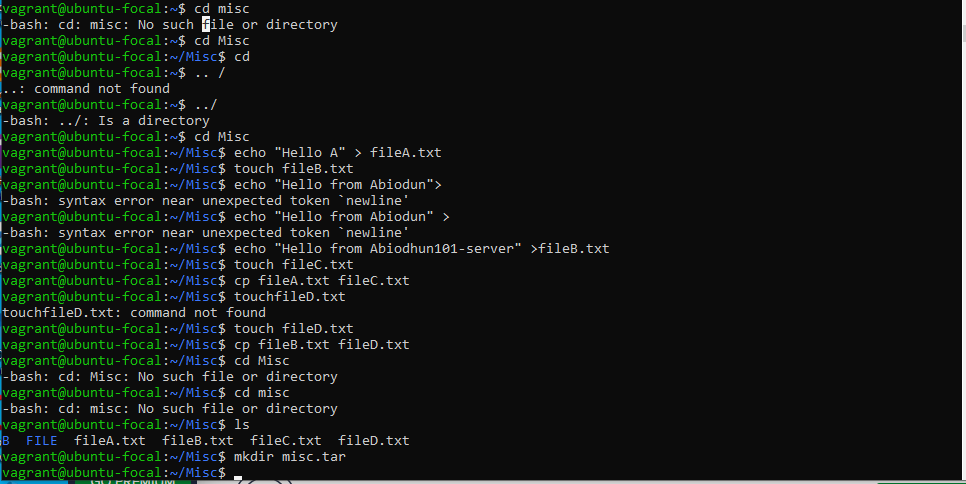 vagrant@ubuntu-focal:~$ cd misc
-bash: cd: misc: No such file or directory
vagrant@ubuntu-focal:~$ cd Misc
vagrant@ubuntu-focal:~/Misc$ cd
vagrant@ubuntu-focal:~$ .. /
..: command not found
vagrant@ubuntu-focal:~$ ../
-bash: ../: Is a directory
vagrant@ubuntu-focal:~$ cd Misc
vagrant@ubuntu-focal:~/Misc$ echo "Hello A" > fileA.txt
vagrant@ubuntu-focal:~/Misc$ touch fileB.txt
vagrant@ubuntu-focal:~/Misc$ echo "Hello from Abiodun">
-bash: syntax error near unexpected token `newline'
vagrant@ubuntu-focal:~/Misc$ echo "Hello from Abiodun" >
-bash: syntax error near unexpected token `newline'
vagrant@ubuntu-focal:~/Misc$ echo "Hello from Abiodhun101-server" >fileB.txt
vagrant@ubuntu-focal:~/Misc$ touch fileC.txt
vagrant@ubuntu-focal:~/Misc$ cp fileA.txt fileC.txt
vagrant@ubuntu-focal:~/Misc$ touchfileD.txt
touchfileD.txt: command not found
vagrant@ubuntu-focal:~/Misc$ touch fileD.txt
vagrant@ubuntu-focal:~/Misc$ cp fileB.txt fileD.txt
vagrant@ubuntu-focal:~/Misc$ cd Misc
-bash: cd: Misc: No such file or directory
vagrant@ubuntu-focal:~/Misc$ cd misc
-bash: cd: misc: No such file or directory
vagrant@ubuntu-focal:~/Misc$ ls
B  FILE  fileA.txt  fileB.txt  fileC.txt  fileD.txt
vagrant@ubuntu-focal:~/Misc$ mkdir misc.tar
vagrant@ubuntu-focal:~/Misc$
GO PREMIUM